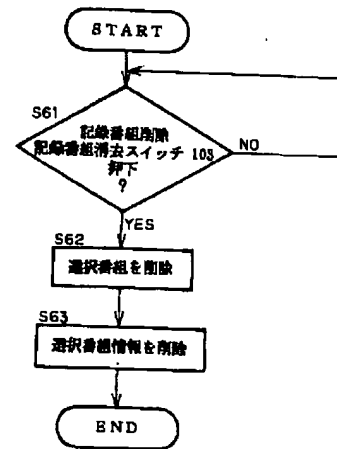 START
S61
記録番組削除
記録番組消去スイッチ 103
押下
?
NO
YES
S62
選択番組を削除
S63
選択番組情報を削除
END